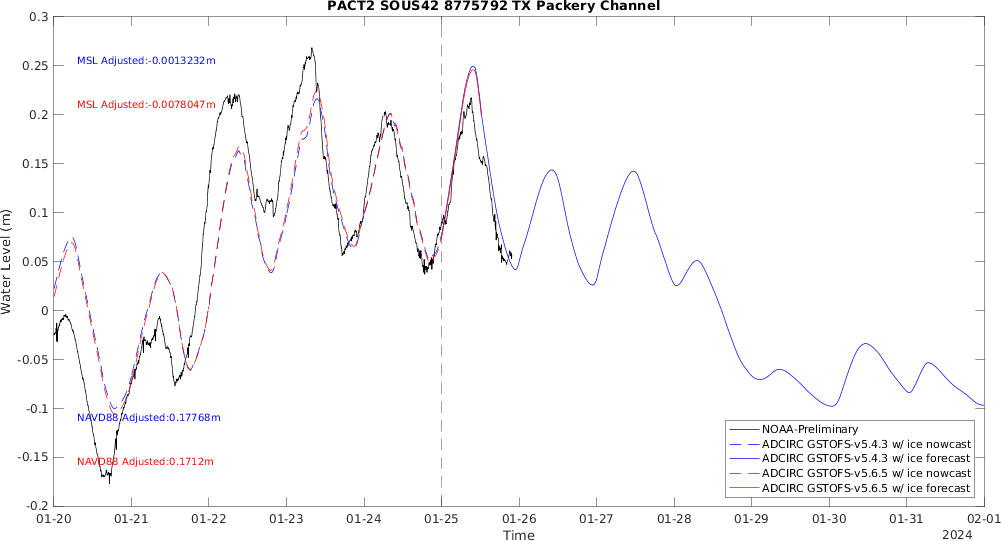 PACT2 SOUS42 8775792 TX Packery Channel
0.3
0.25
0.2
0.15
0.1
0.05
0
-0.05
-0.1
-0.15
-0.2
Water Level (m)
MSL Adjusted:-0.0013232m
MSL Adjusted:-0.0078047m
NAVD88 Adjusted:0.17768m
NAVD88 Adjusted:0.1712m
NOAA-Preliminary
ADCIRC GSTOFS-v5.4.3 w/ ice nowcast
ADCIRC GSTOFS-v5.4.3 w/ ice forecast
ADCIRC GSTOFS-v5.6.5 w/ ice nowcast
ADCIRC GSTOFS-v5.6.5 w/ ice forecast
01-20 01-21 01-22 01-23 01-24 01-25 01-26 01-27 01-28 01-29 01-30 01-31 02-01
Time
2024